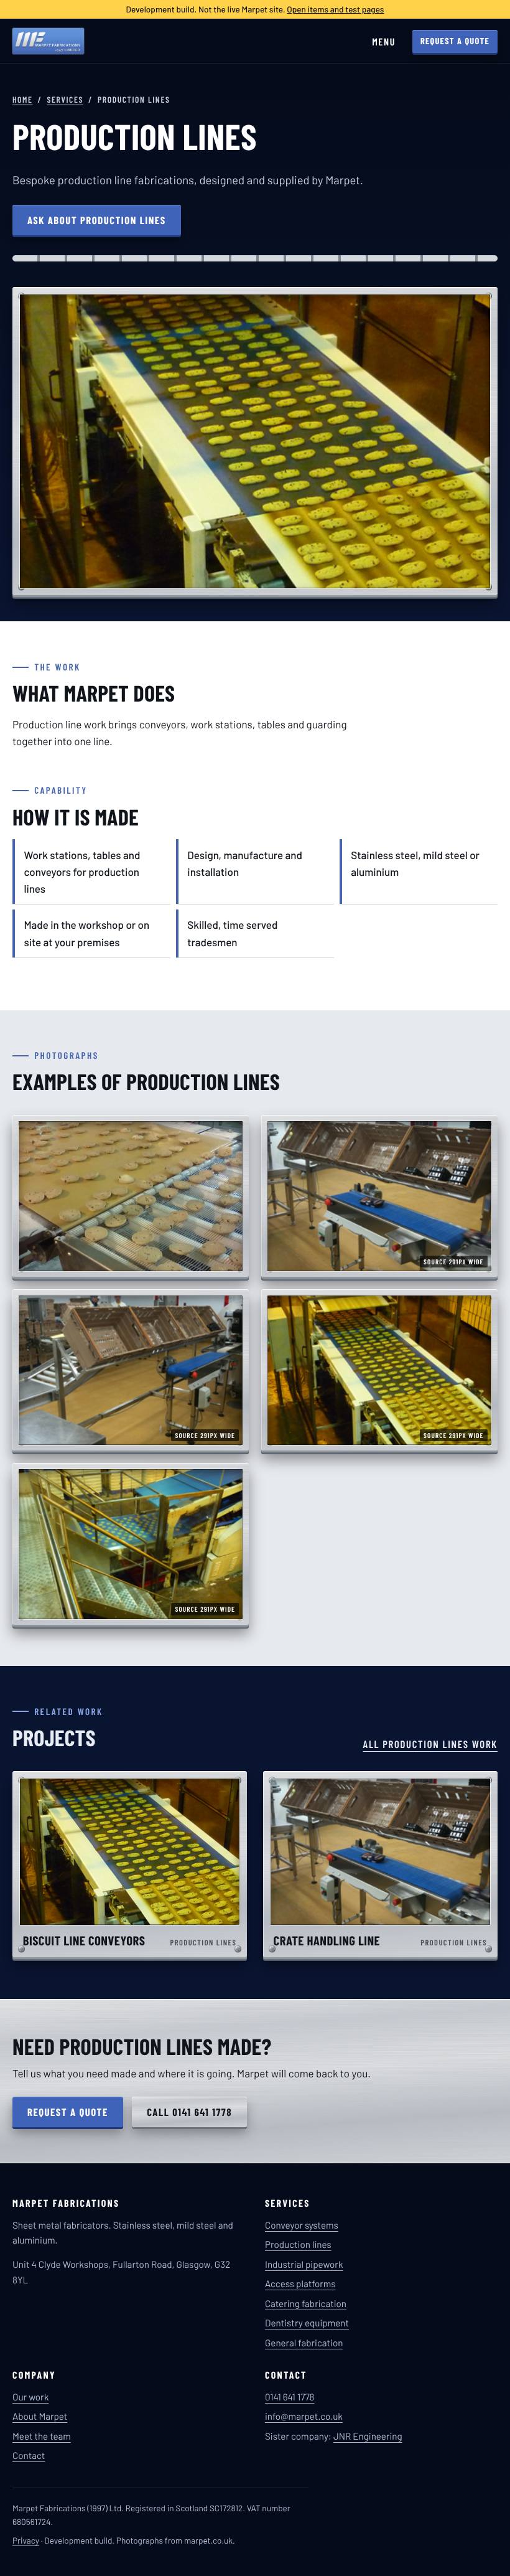 Development build. Not the live Marpet site. Open items and test pages
MARPET FABRICATIONS
MENU
REQUEST A QUOTE
HOME / SERVICES / PRODUCTION LINES
PRODUCTION LINES
Bespoke production line fabrications, designed and supplied by Marpet.
ASK ABOUT PRODUCTION LINES
THE WORK
WHAT MARPET DOES
Production line work brings conveyors, work stations, tables and guarding
together into one line.
CAPABILITY
HOW IT IS MADE
Work stations, tables and
conveyors for production
lines
Design, manufacture and
installation
Stainless steel, mild steel or
aluminium
Made in the workshop or on
site at your premises
Skilled, time served
tradesmen
PHOTOGRAPHS
EXAMPLES OF PRODUCTION LINES
SOURCE 291PX WIDE
SOURCE 291PX WIDE
SOURCE 291PX WIDE
SOURCE 291PX WIDE
RELATED WORK
PROJECTS
ALL PRODUCTION LINES WORK
BISCUIT LINE CONVEYORS
PRODUCTION LINES
CRATE HANDLING LINE
PRODUCTION LINES
NEED PRODUCTION LINES MADE?
Tell us what you need made and where it is going. Marpet will come back to you.
REQUEST A QUOTE
CALL 0141 641 1778
MARPET FABRICATIONS
Sheet metal fabricators. Stainless steel, mild steel and
aluminium.
Unit 4 Clyde Workshops, Fullarton Road, Glasgow, G32
8YL
SERVICES
Conveyor systems
Production lines
Industrial pipework
Access platforms
Catering fabrication
Dentistry equipment
General fabrication
COMPANY
Our work
About Marpet
Meet the team
Contact
CONTACT
0141 641 1778
info@marpet.co.uk
Sister company: JNR Engineering
Marpet Fabrications (1997) Ltd. Registered in Scotland SC172812. VAT number
680561724.
Privacy · Development build. Photographs from marpet.co.uk.